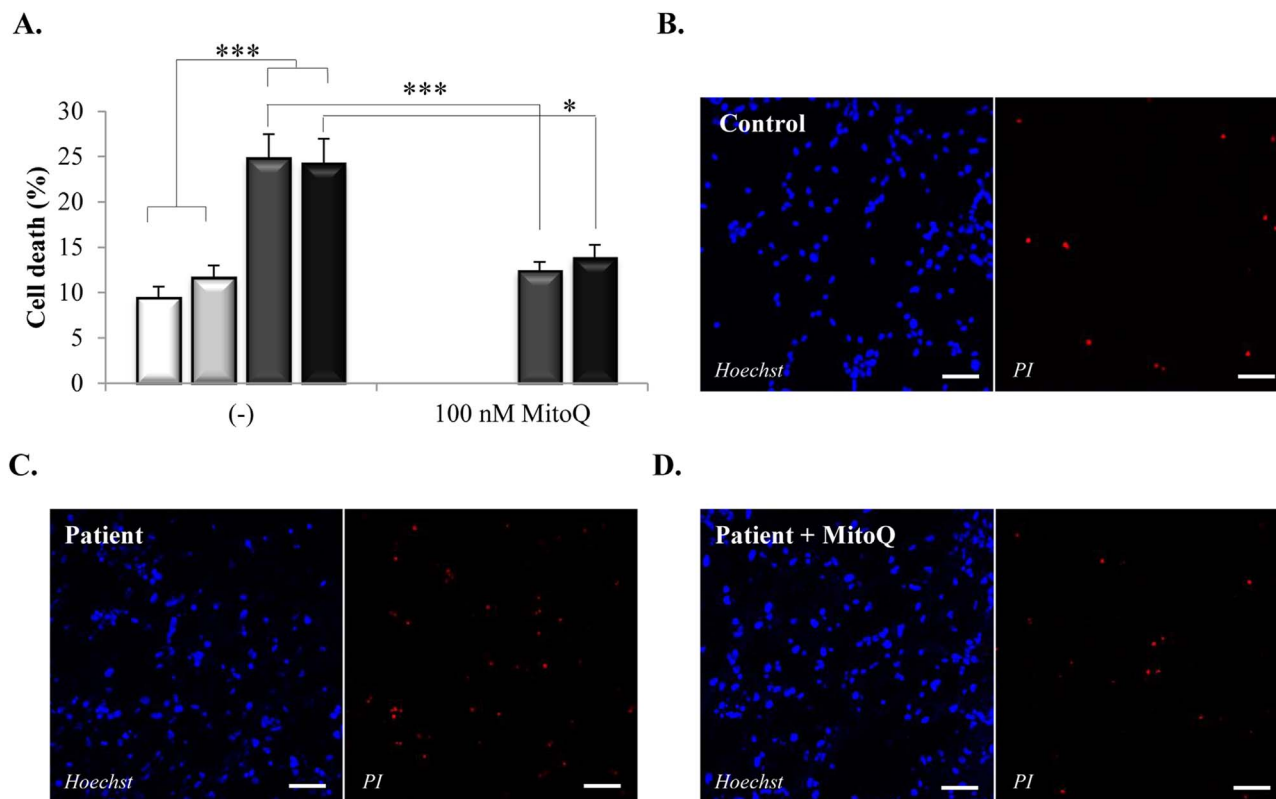 A.
***
***
*
30
25
20
15
10
5
0
Cell death (%)
(-)
100 nM MitoQ
B.
Control
Hoechst
PI
C.
Patient
Hoechst
PI
D.
Patient + MitoQ
Hoechst
PI